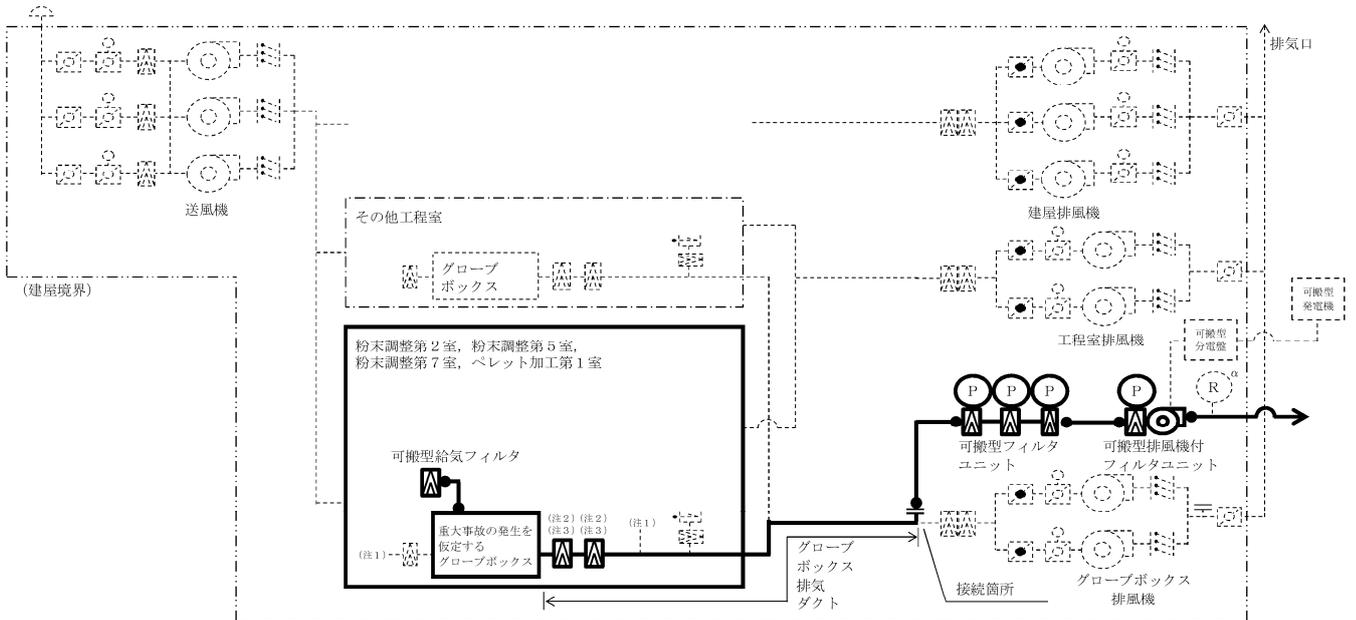 排気口
送風機
建屋排風機
その他工程室
グローブ
ボックス
(建屋境界)
可搬型
発電機
工程室排風機
可搬型
分電盤
粉末調整第２室，粉末調整第５室，
粉末調整第７室，ペレット加工第１室
R
α
P
P
P
P
可搬型フィルタ
ユニット
可搬型排風機付
フィルタユニット
可搬型給気フィルタ
(注１)
重大事故の発生を
仮定する
グローブボックス
(注２)(注２)
(注３)(注３)
(注１)
グローブ
ボックス
排気
ダクト
接続箇所
グローブボックス
排風機